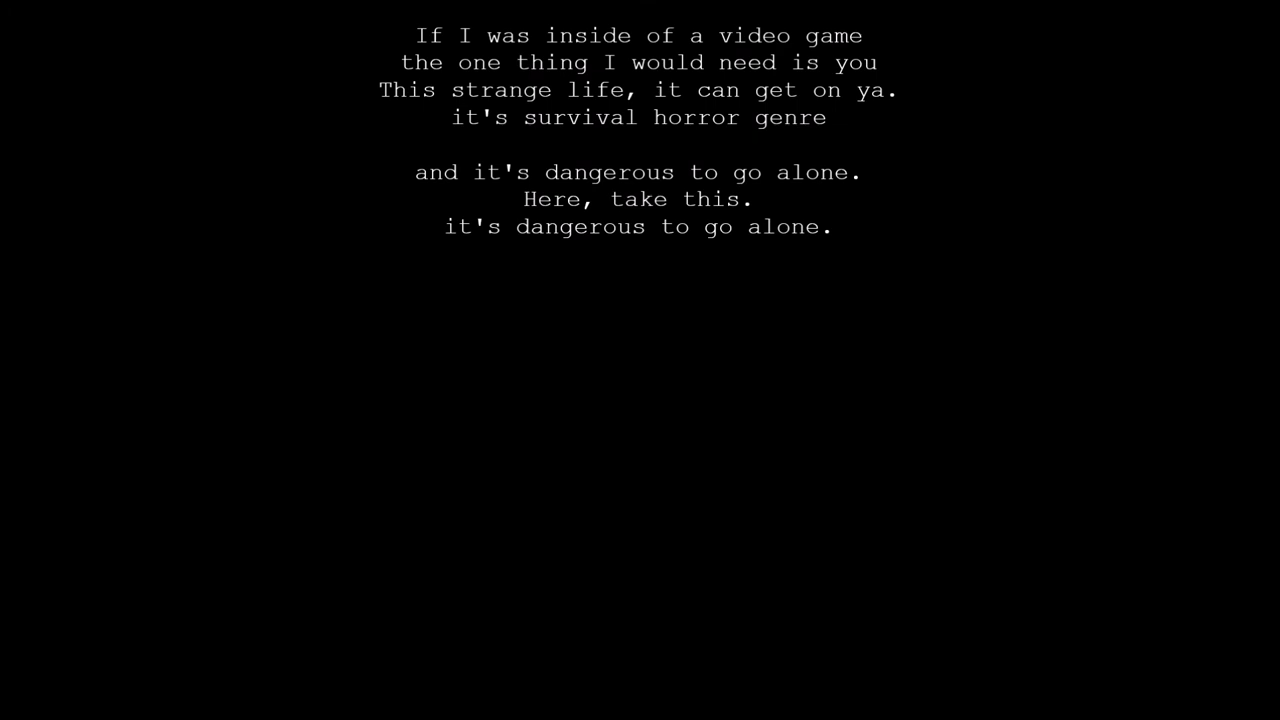 If I was inside of a video game
the one thing I would need is you
This strange life, it can get on ya.
it's survival horror genre
and it's dangerous to go alone.
Here, take this.
it's dangerous to go alone.